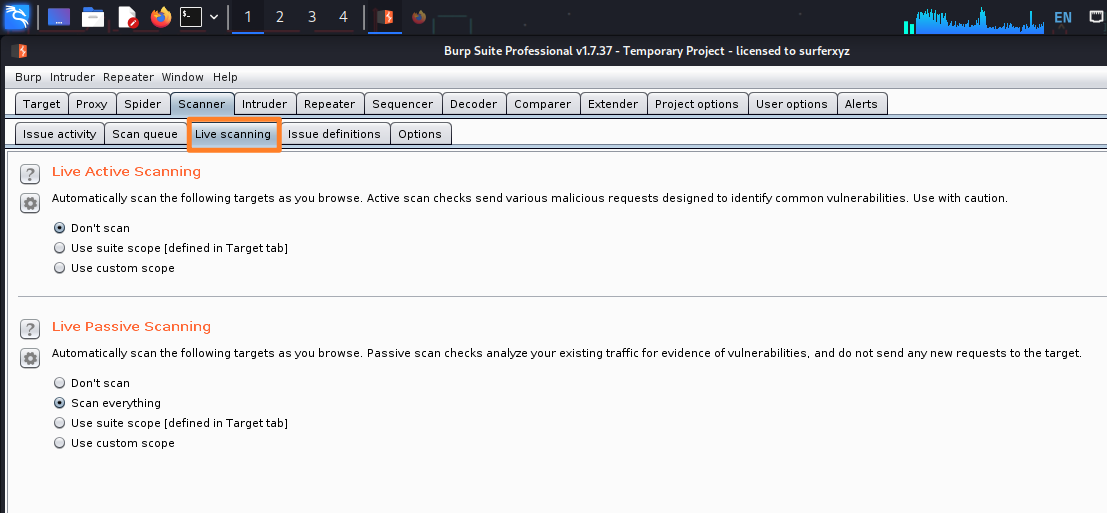 1 2 3 4 EN
Burp Suite Professional v1.7.37 - Temporary Project - licensed to surferxyz
Burp Intruder Repeater Window Help
Target Proxy Spider Scanner Intruder Repeater Sequencer Decoder Comparer Extender Project options User options Alerts
Issue activity Scan queue Live scanning Issue definitions Options
? Live Active Scanning
Automatically scan the following targets as you browse. Active scan checks send various malicious requests designed to identify common vulnerabilities. Use with caution.
Don't scan
Use suite scope [defined in Target tab]
Use custom scope
? Live Passive Scanning
Automatically scan the following targets as you browse. Passive scan checks analyze your existing traffic for evidence of vulnerabilities, and do not send any new requests to the target.
Don't scan
Scan everything
Use suite scope [defined in Target tab]
Use custom scope